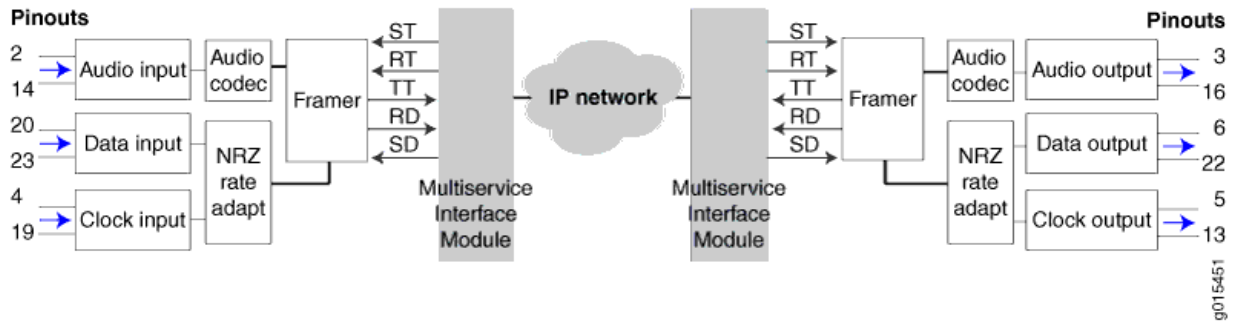 Pinouts
2
14
Audio input
Audio
codec
20
23
Data input
4
19
Clock input
NRZ
rate
adapt
Framer
ST
RT
TT
RD
SD
Multiservice
Interface
Module
IP network
Multiservice
Interface
Module
ST
RT
TT
RD
SD
Framer
Audio
codec
NRZ
rate
adapt
Pinouts
Audio output
3
16
Data output
6
22
Clock output
5
13
g015451